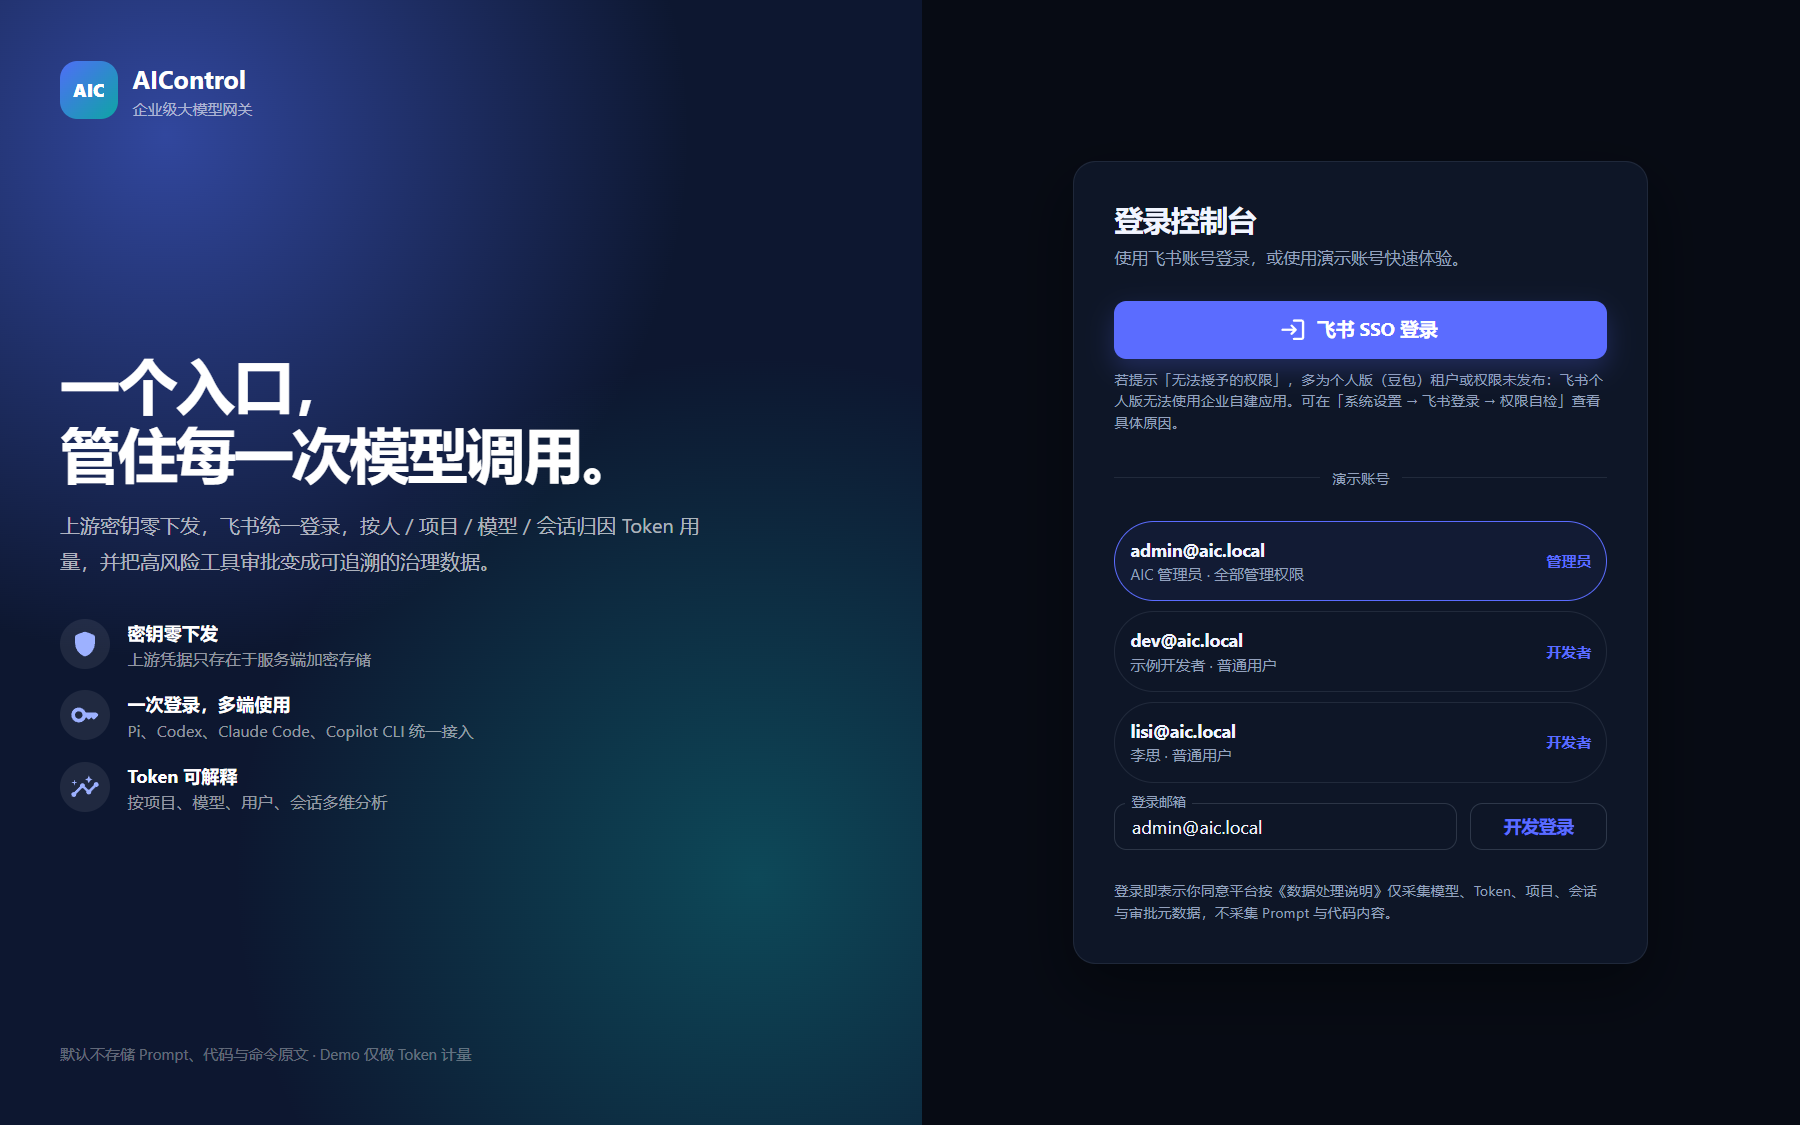 AIC
AIControl
企业级大模型网关
一个入口，
管住每一次模型调用。
上游密钥零下发，飞书统一登录，按人 / 项目 / 模型 / 会话归因 Token 用
量，并把高风险工具审批变成可追溯的治理数据。
密钥零下发
上游凭据只存在于服务端加密存储
一次登录，多端使用
Pi、Codex、Claude Code、Copilot CLI 统一接入
Token 可解释
按项目、模型、用户、会话多维分析
默认不存储 Prompt、代码与命令原文 · Demo 仅做 Token 计量
登录控制台
使用飞书账号登录，或使用演示账号快速体验。
飞书 SSO 登录
若提示「无法授予的权限」，多为个人版（豆包）租户或权限未发布：飞书个
人版无法使用企业自建应用。可在「系统设置 → 飞书登录 → 权限自检」查看
具体原因。
演示账号
admin@aic.local
AIC 管理员 · 全部管理权限
管理员
dev@aic.local
示例开发者 · 普通用户
开发者
lisi@aic.local
李思 · 普通用户
开发者
登录邮箱
admin@aic.local
开发登录
登录即表示你同意平台按《数据处理说明》仅采集模型、Token、项目、会话
与审批元数据，不采集 Prompt 与代码内容。